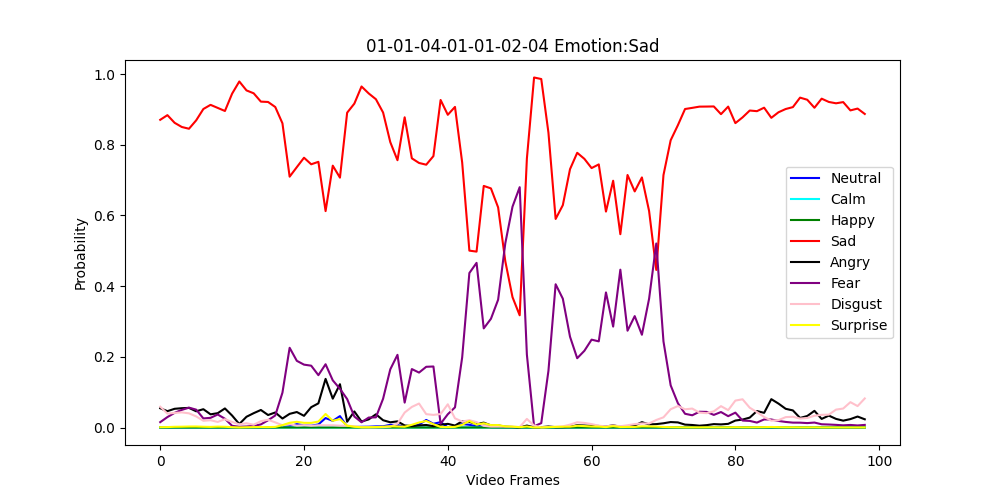 01-01-04-01-01-02-04 Emotion:Sad
Probability
1.0
0.8
0.6
0.4
0.2
0.0
Neutral
Calm
Happy
Sad
Angry
Fear
Disgust
Surprise
0 20 40 60 80 100
Video Frames